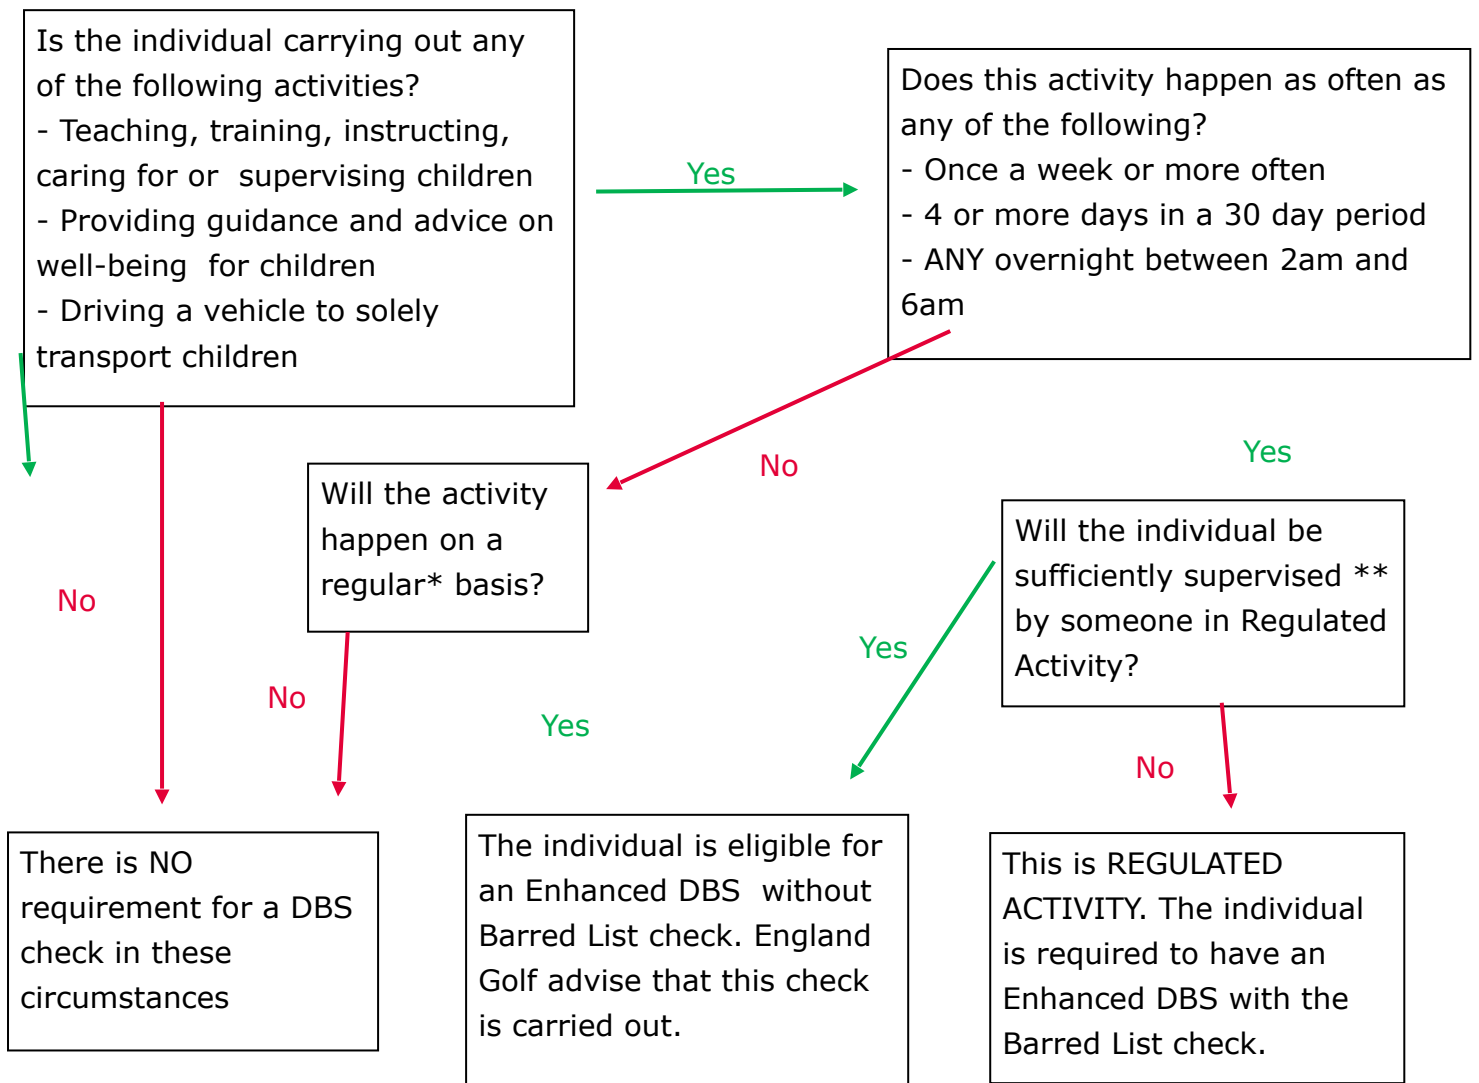 Is the individual carrying out any
of the following activities?
- Teaching, training, instructing,
caring for or  supervising children
- Providing guidance and advice on
well-being  for children
- Driving a vehicle to solely
transport children
Yes
Does this activity happen as often as
any of the following?
- Once a week or more often
- 4 or more days in a 30 day period
- ANY overnight between 2am and
6am
No
Yes
Will the activity
happen on a
regular* basis?
Will the individual be
sufficiently supervised **
by someone in Regulated
Activity?
No
Yes
No
Yes
No
There is NO
requirement for a DBS
check in these
circumstances
The individual is eligible for
an Enhanced DBS  without
Barred List check. England
Golf advise that this check
is carried out.
This is REGULATED
ACTIVITY. The individual
is required to have an
Enhanced DBS with the
Barred List check.